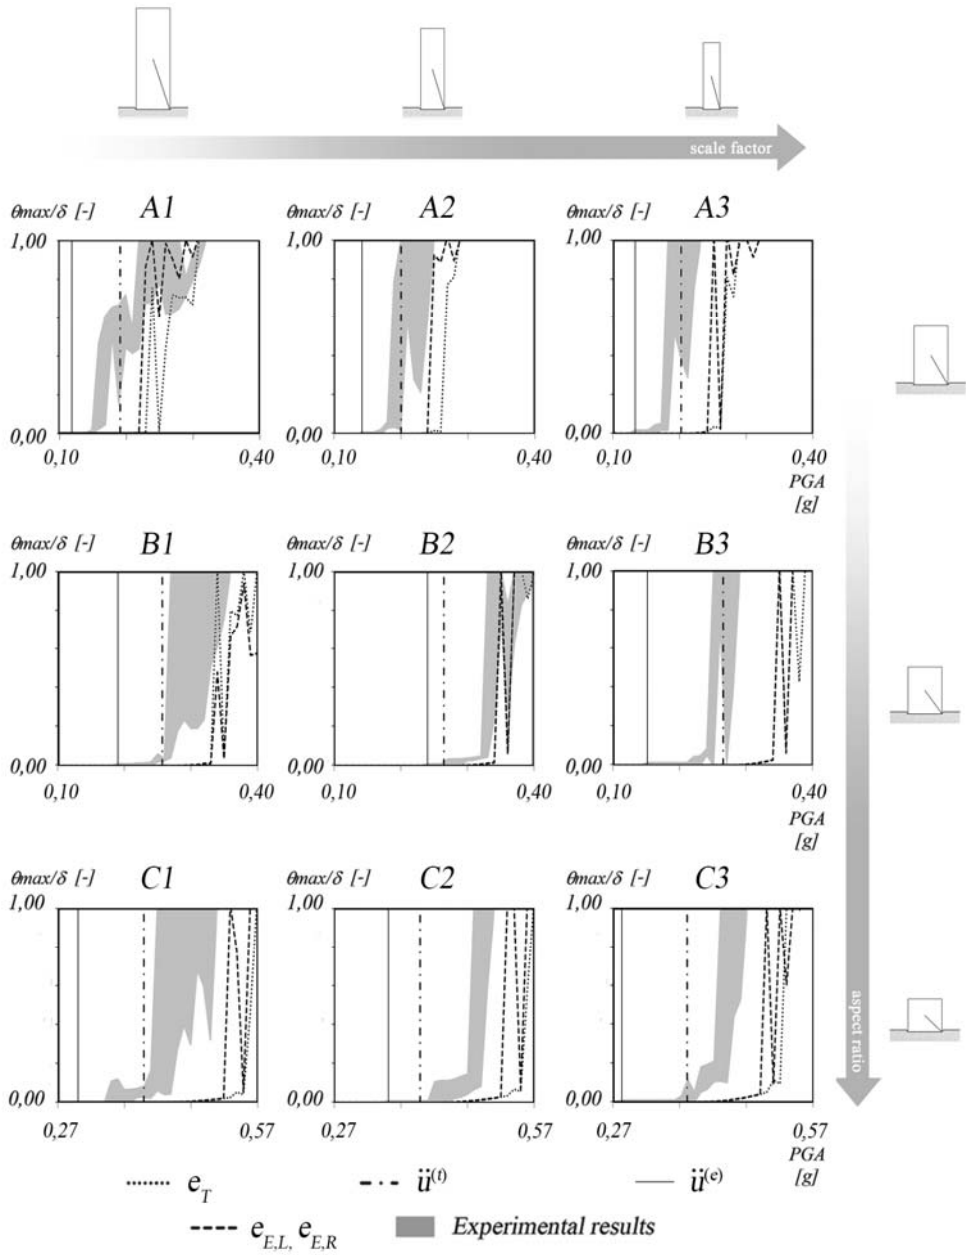 scale factor
θmax/δ [-] A1
1,00
0,00
0,10 0,40
θmax/δ [-] A2
1,00
0,00
0,10 0,40
θmax/δ [-] A3
1,00
0,00
0,10 0,40
PGA
[g]
θmax/δ [-] B1
1,00
0,00
0,10 0,40
θmax/δ [-] B2
1,00
0,00
0,10 0,40
θmax/δ [-] B3
1,00
0,00
0,10 0,40
PGA
[g]
θmax/δ [-] C1
1,00
0,00
0,27 0,57
θmax/δ [-] C2
1,00
0,00
0,27 0,57
θmax/δ [-] C3
1,00
0,00
0,27 0,57
PGA
[g]
aspect ratio
e_T ü⁽ᵗ⁾ ü⁽ᵉ⁾
e_{E,L}, e_{E,R} Experimental results